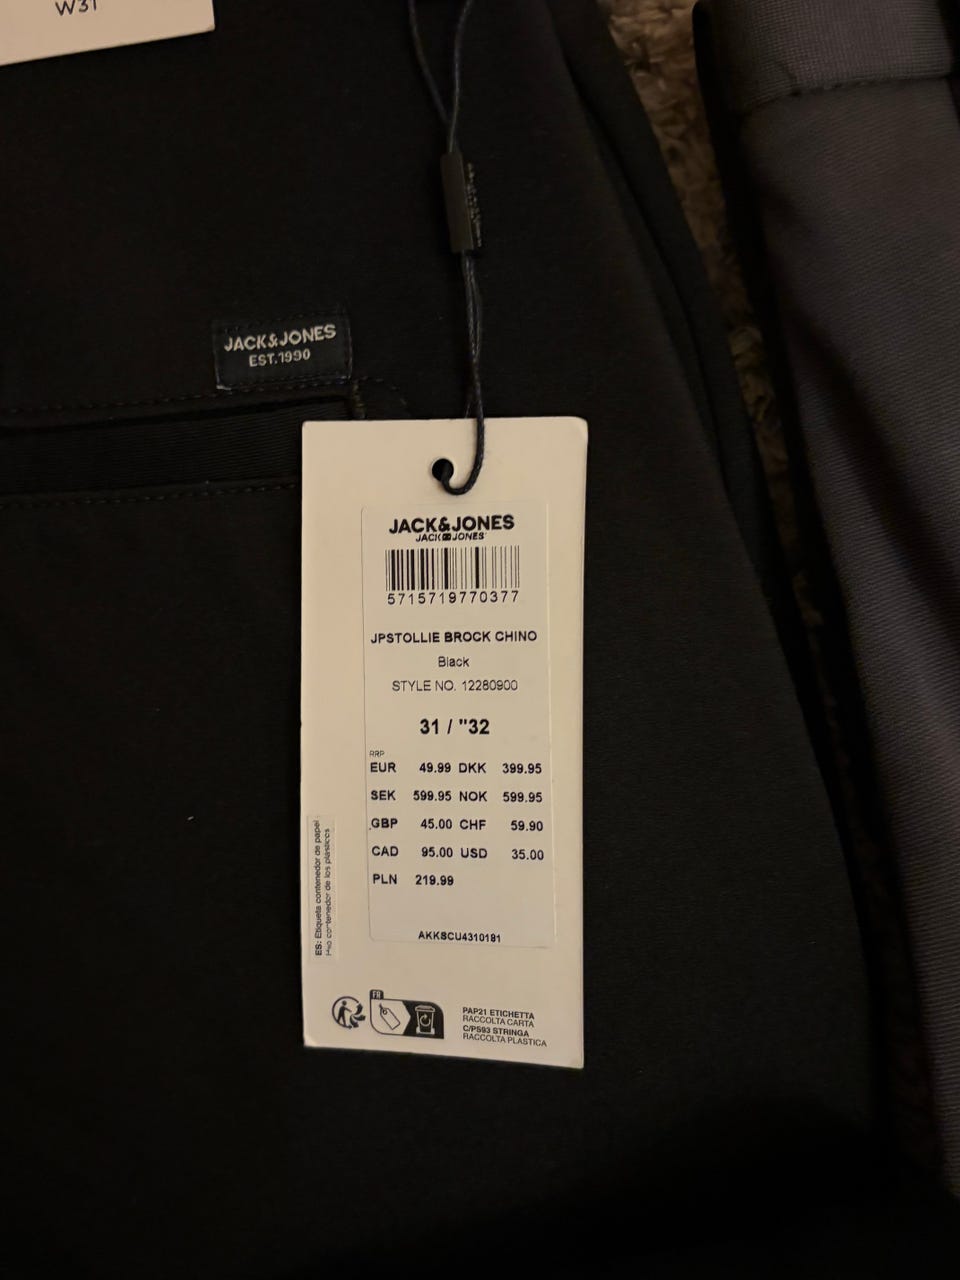 W31
JACK&JONES
EST.1990
JACK&JONES
JACK&JONES
5715719770377
JPSTOLLIE BROCK CHINO
Black
STYLE NO. 12280900
31 / "32
RRP
EUR 49.99 DKK 399.95
SEK 599.95 NOK 599.95
GBP 45.00 CHF 59.90
CAD 95.00 USD 35.00
PLN 219.99
AKKSCU4310181
ES: Etiqueta contenedor de papel
Hilo contenedor de los plásticos
FR
PAP21 ETICHETTA
RACCOLTA CARTA
C/PS93 STRINGA
RACCOLTA PLASTICA